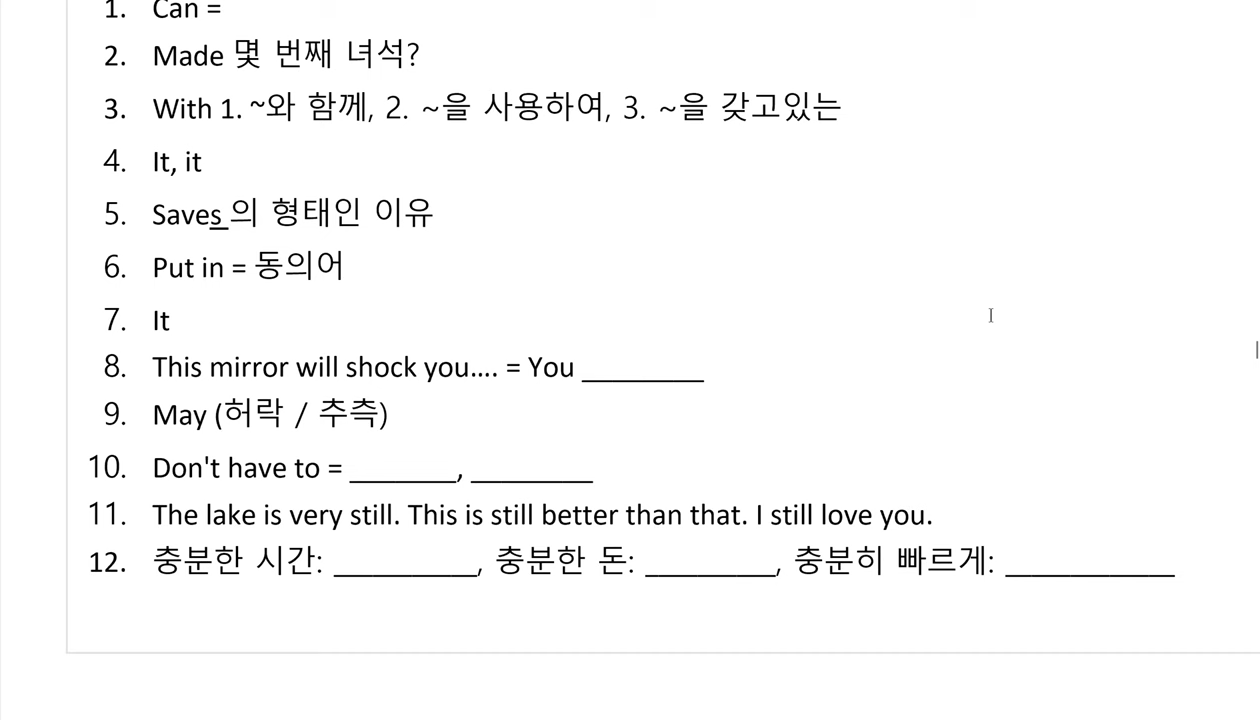 1. Can =
2. Made 몇 번째 녀석?
3. With 1. ~와 함께, 2. ~을 사용하여, 3. ~을 갖고있는
4. It, it
5. Saves 의 형태인 이유
6. Put in = 동의어
7. It
8. This mirror will shock you.... = You ________
9. May (허락 / 추측)
10. Don't have to = _______, ________
11. The lake is very still. This is still better than that. I still love you.
12. 충분한 시간: _________, 충분한 돈: ________, 충분히 빠르게: ___________